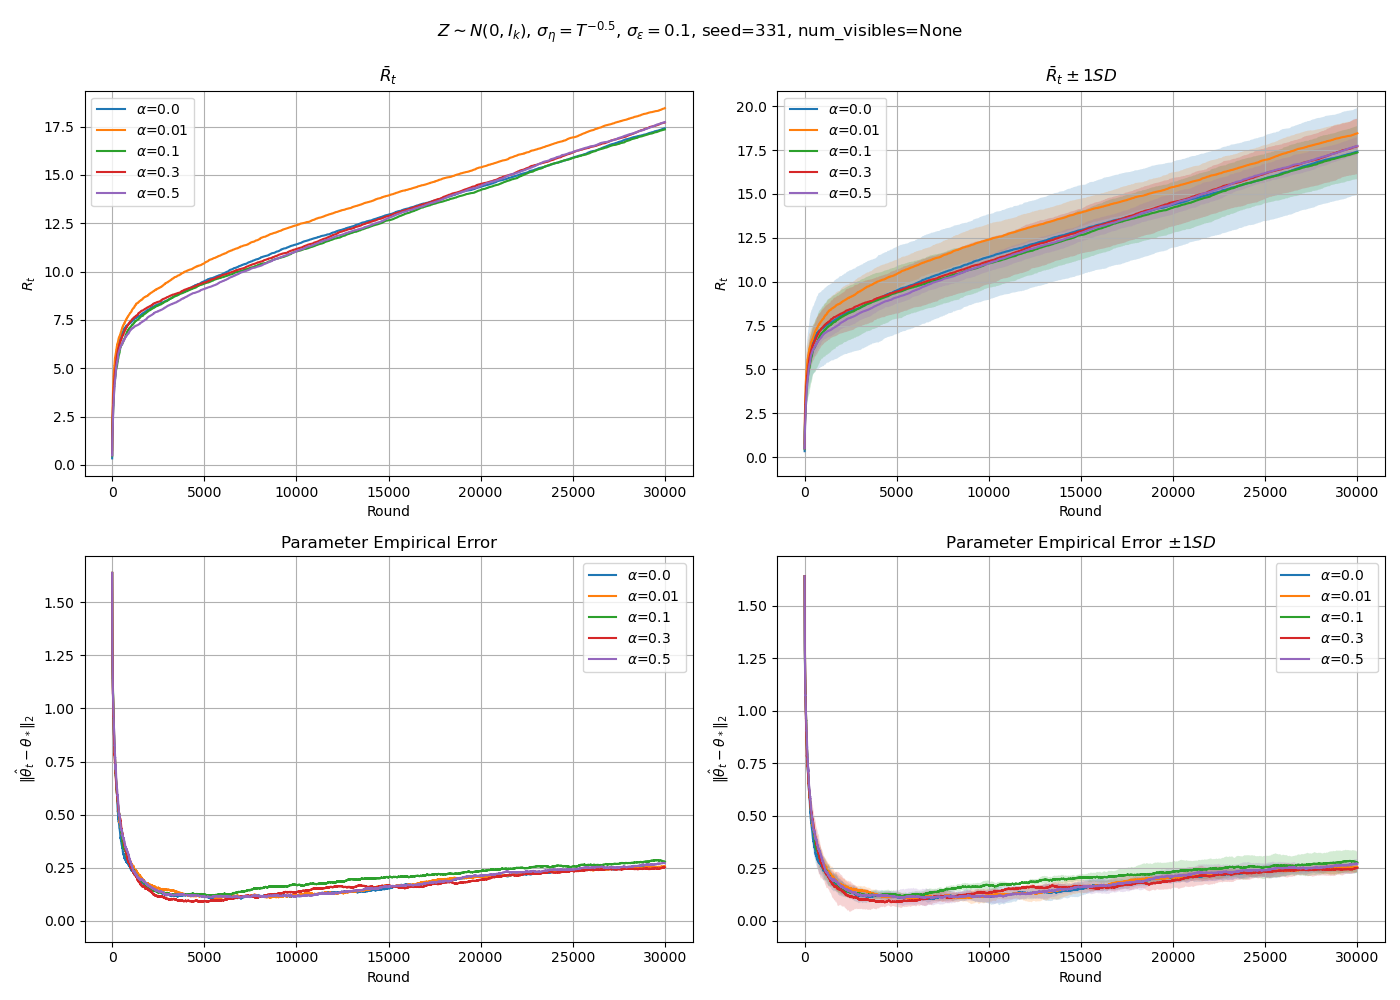 Z ~ N(0, I_k), σ_η = T^{−0.5}, σ_ε = 0.1, seed=331, num_visibles=None
R̄_t
α=0.0
α=0.01
α=0.1
α=0.3
α=0.5
R_t
17.5
15.0
12.5
10.0
7.5
5.0
2.5
0.0
0 5000 10000 15000 20000 25000 30000
Round
R̄_t ± 1SD
α=0.0
α=0.01
α=0.1
α=0.3
α=0.5
R_t
20.0
17.5
15.0
12.5
10.0
7.5
5.0
2.5
0.0
0 5000 10000 15000 20000 25000 30000
Round
Parameter Empirical Error
α=0.0
α=0.01
α=0.1
α=0.3
α=0.5
‖θ̂_t − θ_*‖_2
1.50
1.25
1.00
0.75
0.50
0.25
0.00
0 5000 10000 15000 20000 25000 30000
Round
Parameter Empirical Error ±1SD
α=0.0
α=0.01
α=0.1
α=0.3
α=0.5
‖θ̂_t − θ_*‖_2
1.50
1.25
1.00
0.75
0.50
0.25
0.00
0 5000 10000 15000 20000 25000 30000
Round